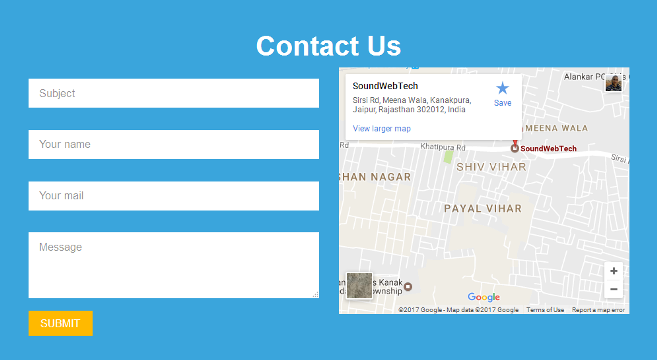 Contact Us
Subject
Your name
Your mail
Message
SUBMIT
SoundWebTech
Sirsi Rd, Meena Wala, Kanakpura,
Jaipur, Rajasthan 302012, India
Save
View larger map
Alankar P
MEENA WALA
Khatipura Rd
SoundWebTech
Sirsi
SHIV VIHAR
SHAN NAGAR
PAYAL VIHAR
Kanak
ownship
Google
©2017 Google - Map data ©2017 Google
Terms of Use
Report a map error